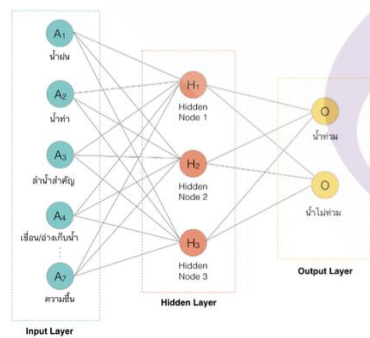 A1
น้ำฝน
A2
น้ำท่า
A3
ลำน้ำสำคัญ
A4
เขื่อน/อ่างเก็บน้ำ
A7
ความชื้น
Input Layer
H1
Hidden
Node 1
H2
Hidden
Node 2
H3
Hidden
Node 3
Hidden Layer
O
น้ำท่วม
O
น้ำไม่ท่วม
Output Layer